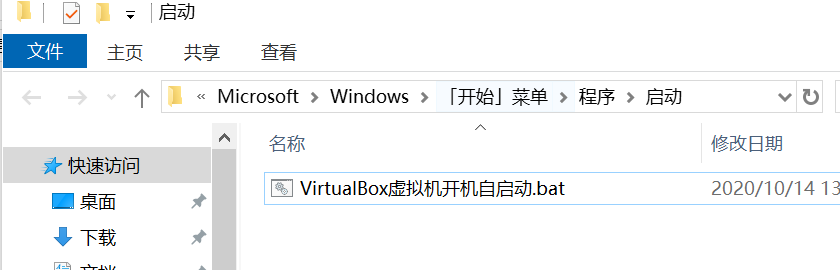 启动
文件 主页 共享 查看
« Microsoft > Windows > 「开始」菜单 > 程序 > 启动
名称 修改日期
快速访问
VirtualBox虚拟机开机自启动.bat 2020/10/14 13
桌面
下载